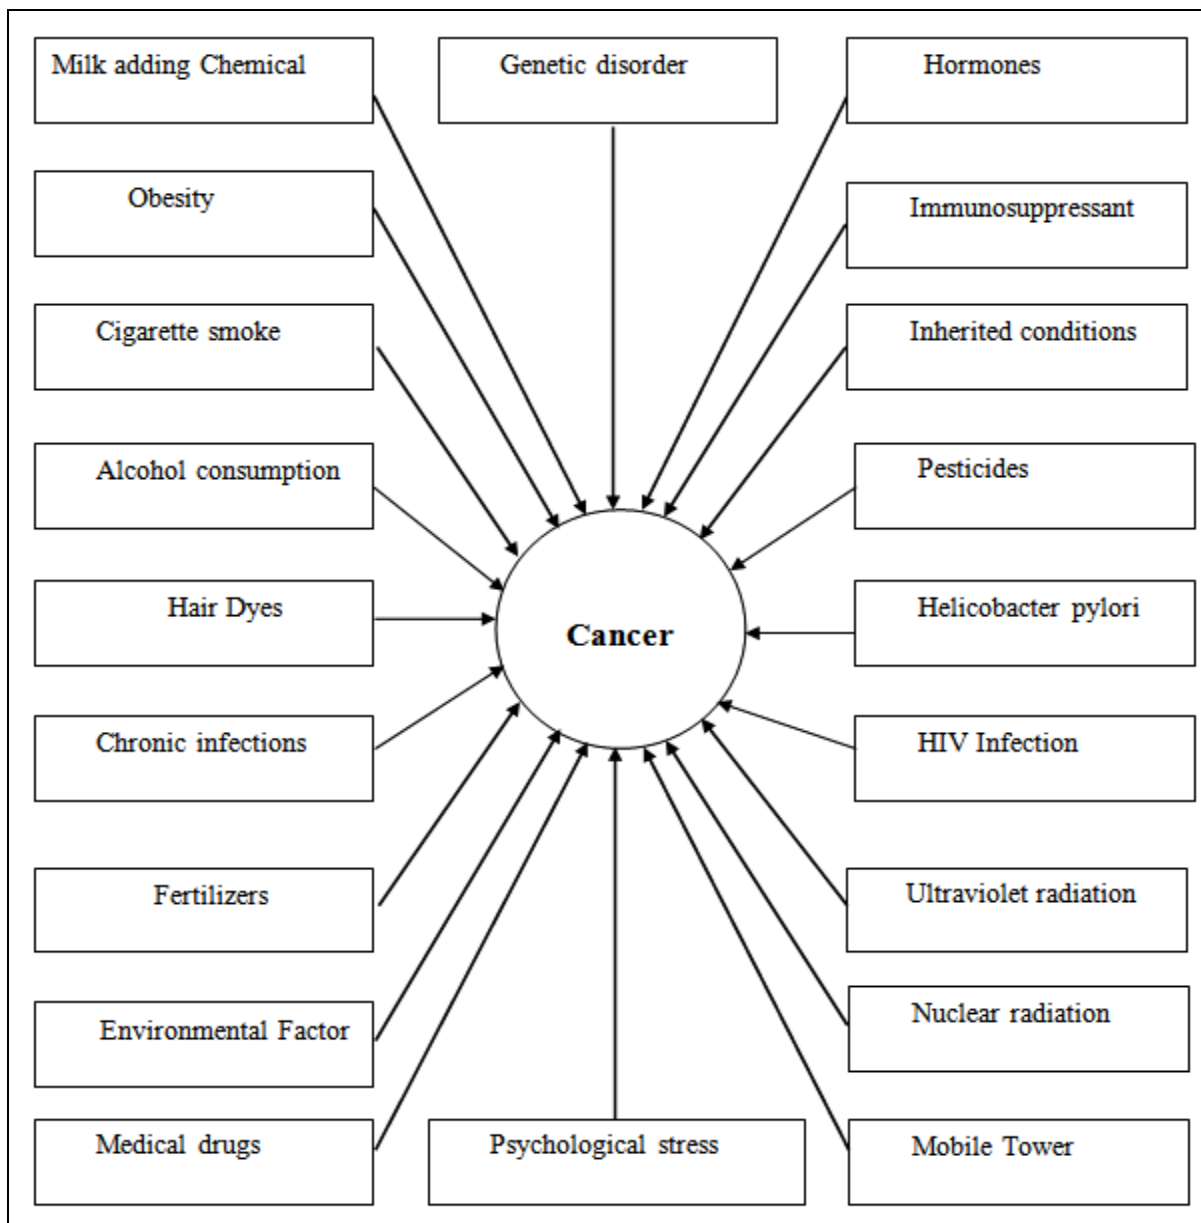 Milk adding Chemical
Genetic disorder
Hormones
Obesity
Immunosuppressant
Cigarette smoke
Inherited conditions
Alcohol consumption
Pesticides
Hair Dyes
Helicobacter pylori
Cancer
Chronic infections
HIV Infection
Fertilizers
Ultraviolet radiation
Environmental Factor
Nuclear radiation
Medical drugs
Psychological stress
Mobile Tower